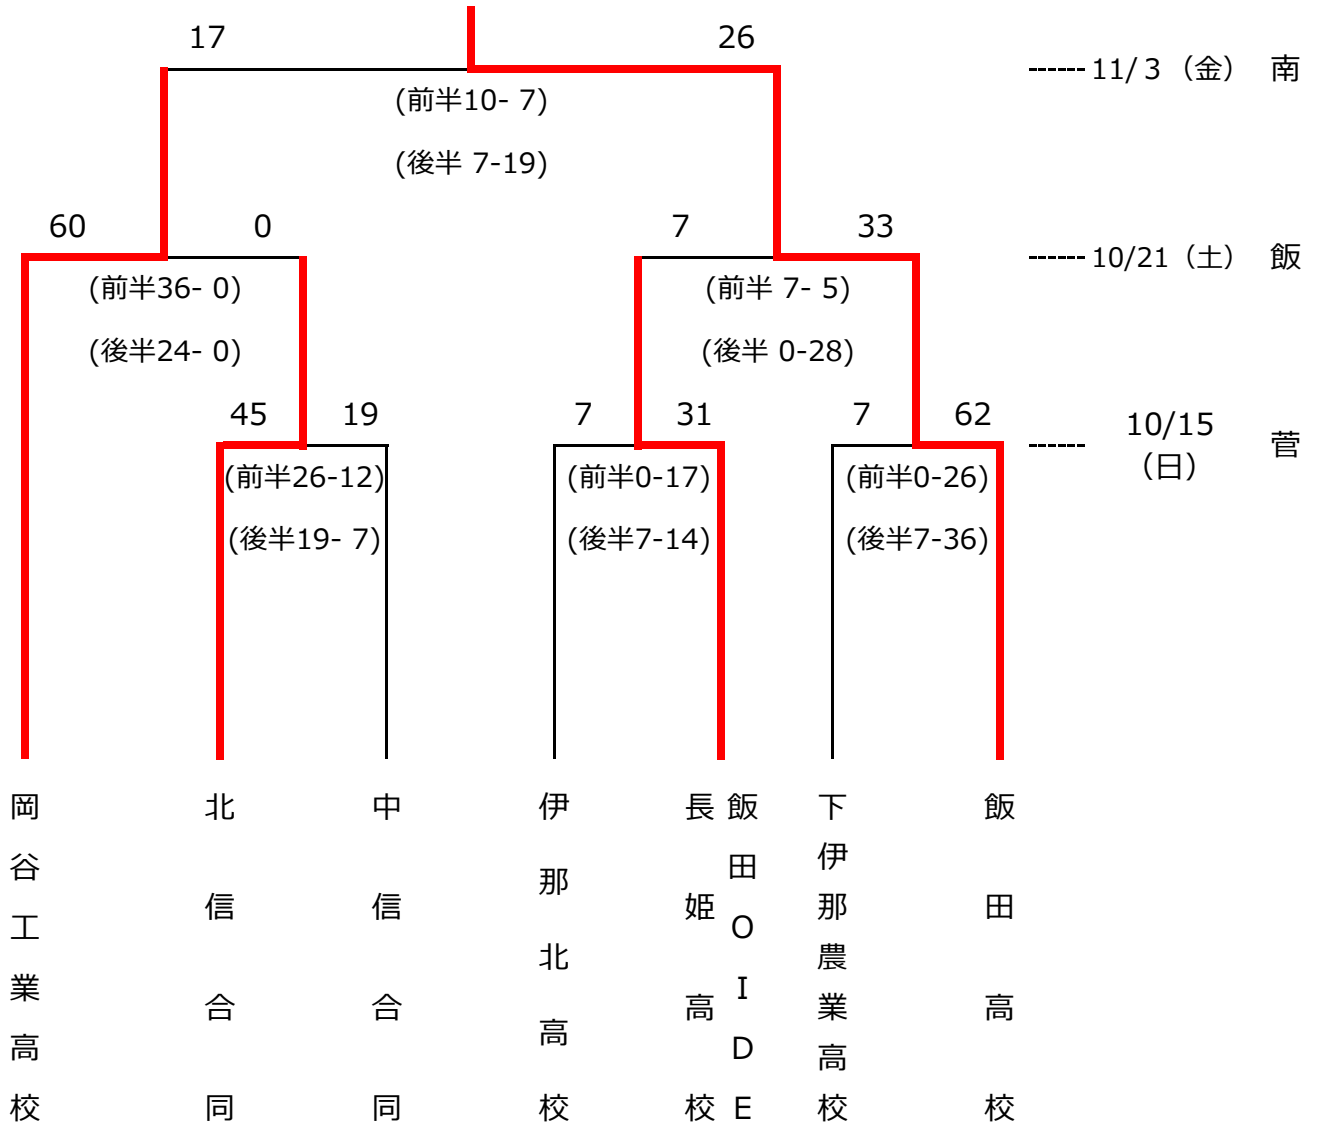 17 26
------ 11/ 3 （金） 南
(前半10- 7)
(後半 7-19)
60 0 7 33
------ 10/21（土） 飯
(前半36- 0) (前半 7- 5)
(後半24- 0) (後半 0-28)
45 19 7 31 7 62
------ 10/15（日） 菅
(前半26-12) (前半0-17) (前半0-26)
(後半19- 7) (後半7-14) (後半7-36)
岡谷工業高校
北信合同
中信合同
伊那北高校
飯田ＯＩＤＥ
長姫高校
下伊那農業高校
飯田高校